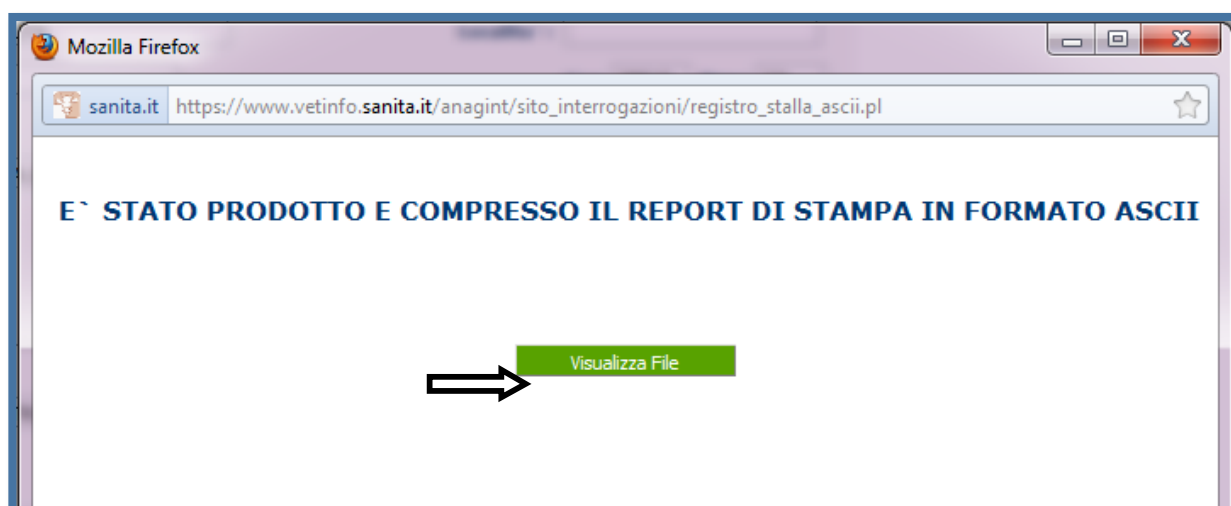 Mozilla Firefox
sanita.it https://www.vetinfo.sanita.it/anagint/sito_interrogazioni/registro_stalla_ascii.pl
E` STATO PRODOTTO E COMPRESSO IL REPORT DI STAMPA IN FORMATO ASCII
Visualizza File